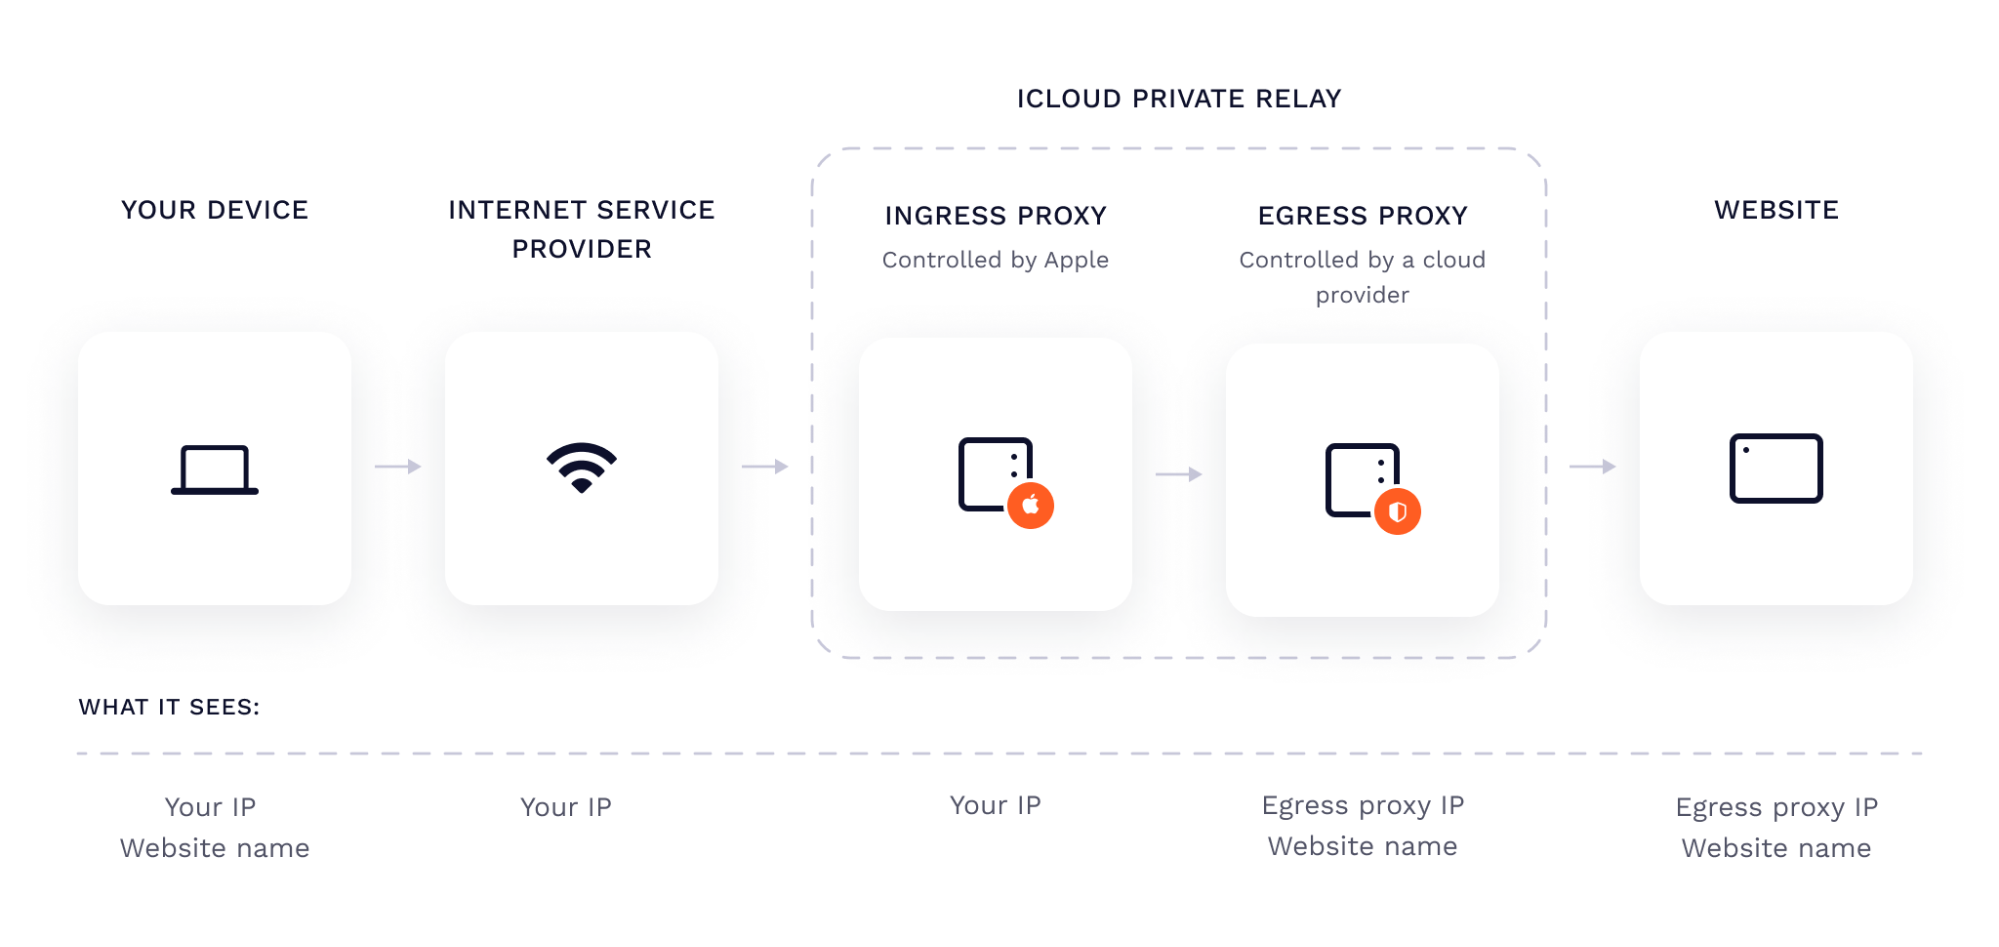 ICLOUD PRIVATE RELAY
YOUR DEVICE
INTERNET SERVICE
PROVIDER
INGRESS PROXY
Controlled by Apple
EGRESS PROXY
Controlled by a cloud
provider
WEBSITE
WHAT IT SEES:
Your IP
Website name
Your IP
Your IP
Egress proxy IP
Website name
Egress proxy IP
Website name